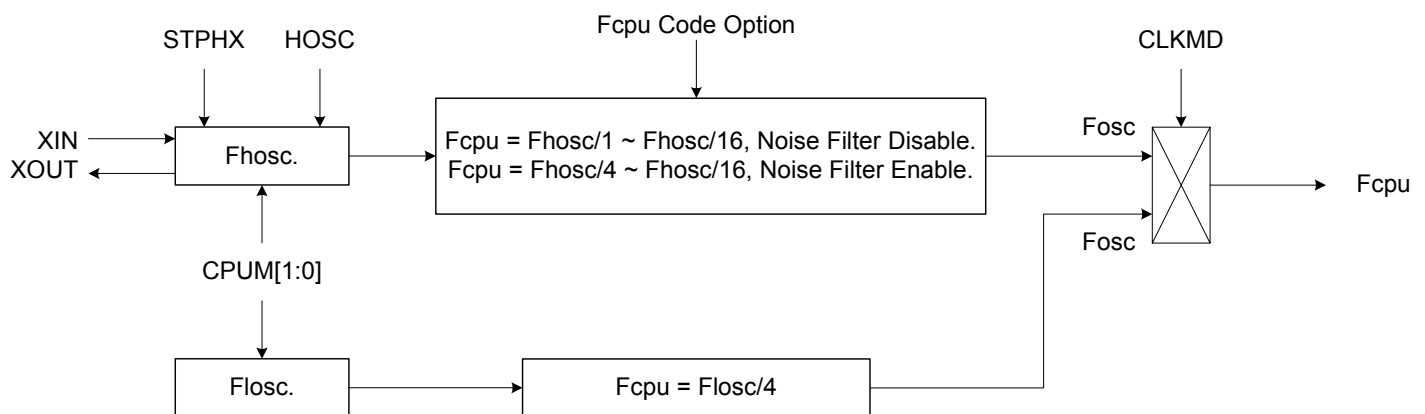 Fcpu Code Option
STPHX
HOSC
CLKMD
XIN
XOUT
Fhosc.
Fcpu = Fhosc/1 ~ Fhosc/16, Noise Filter Disable.
Fcpu = Fhosc/4 ~ Fhosc/16, Noise Filter Enable.
Fosc
Fosc
Fcpu
CPUM[1:0]
Flosc.
Fcpu = Flosc/4